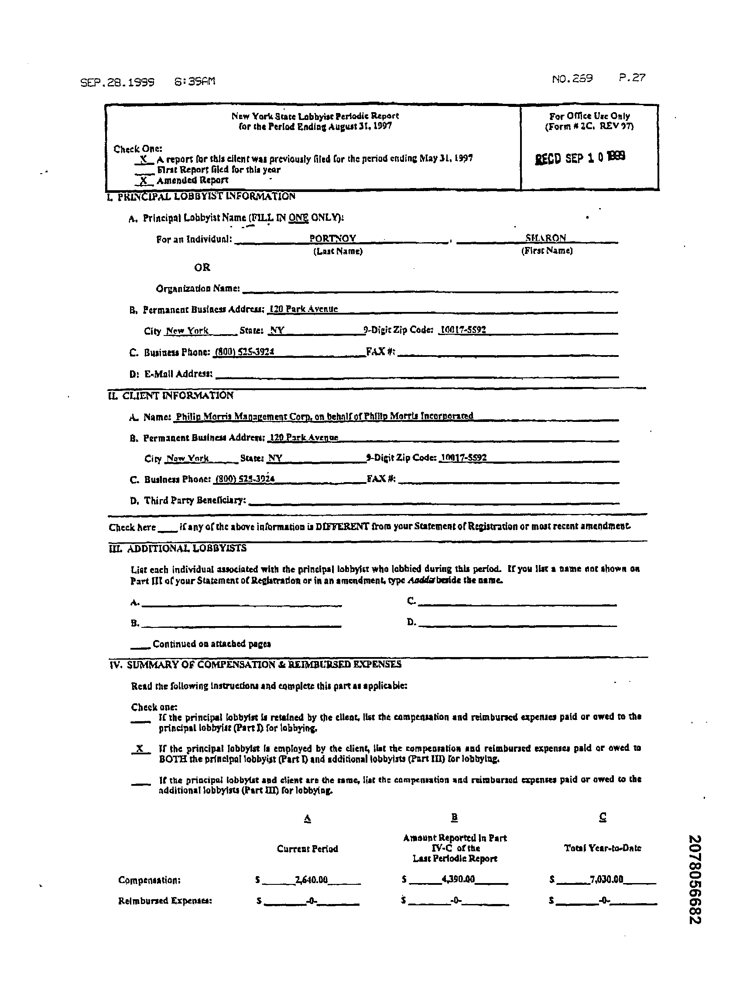 SEP.28.1999 6:39AM NO.269 P.27
New York State Lobbyist Periodic Report
for the Period Ending August 31, 1997
For Office Use Only
(Form # 2C, REV 97)
Check One:
X A report for this client was previously filed for the period ending May 31, 1997
First Report filed for this year
X Amended Report
RECD SEP 10 1999
I. PRINCIPAL LOBBYIST INFORMATION
A. Principal Lobbyist Name (FILL IN ONE ONLY):
For an Individual: PORTNOY , SHARON
(Last Name) (First Name)
OR
Organization Name:
B. Permanent Business Address: 120 Park Avenue
City New York State: NY 9-Digit Zip Code: 10017-5592
C. Business Phone: (800) 525-3924 FAX #:
D: E-Mail Address:
II. CLIENT INFORMATION
A. Name: Philip Morris Management Corp. on behalf of Philip Morris Incorporated
B. Permanent Business Address: 120 Park Avenue
City New York State: NY 9-Digit Zip Code: 10017-5592
C. Business Phone: (800) 525-3924 FAX #:
D. Third Party Beneficiary:
Check here ___ if any of the above information is DIFFERENT from your Statement of Registration or most recent amendment.
III. ADDITIONAL LOBBYISTS
List each individual associated with the principal lobbyist who lobbied during this period. If you list a name not shown on
Part III of your Statement of Registration or in an amendment, type beside the name.
A. C.
B. D.
___ Continued on attached pages
IV. SUMMARY OF COMPENSATION & REIMBURSED EXPENSES
Read the following instructions and complete this part as applicable:
Check one:
___ If the principal lobbyist is retained by the client, list the compensation and reimbursed expenses paid or owed to the
principal lobbyist (Part I) for lobbying.
X If the principal lobbyist is employed by the client, list the compensation and reimbursed expenses paid or owed to
BOTH the principal lobbyist (Part I) and additional lobbyists (Part III) for lobbying.
___ If the principal lobbyist and client are the same, list the compensation and reimbursed expenses paid or owed to the
additional lobbyists (Part III) for lobbying.
A B C
Current Period
Amount Reported in Part
IV-C of the
Last Periodic Report
Total Year-to-Date
Compensation: $ 2,640.00 $ 4,390.00 $ 7,030.00
Reimbursed Expenses: $ -0- $ -0- $ -0-
2078056682